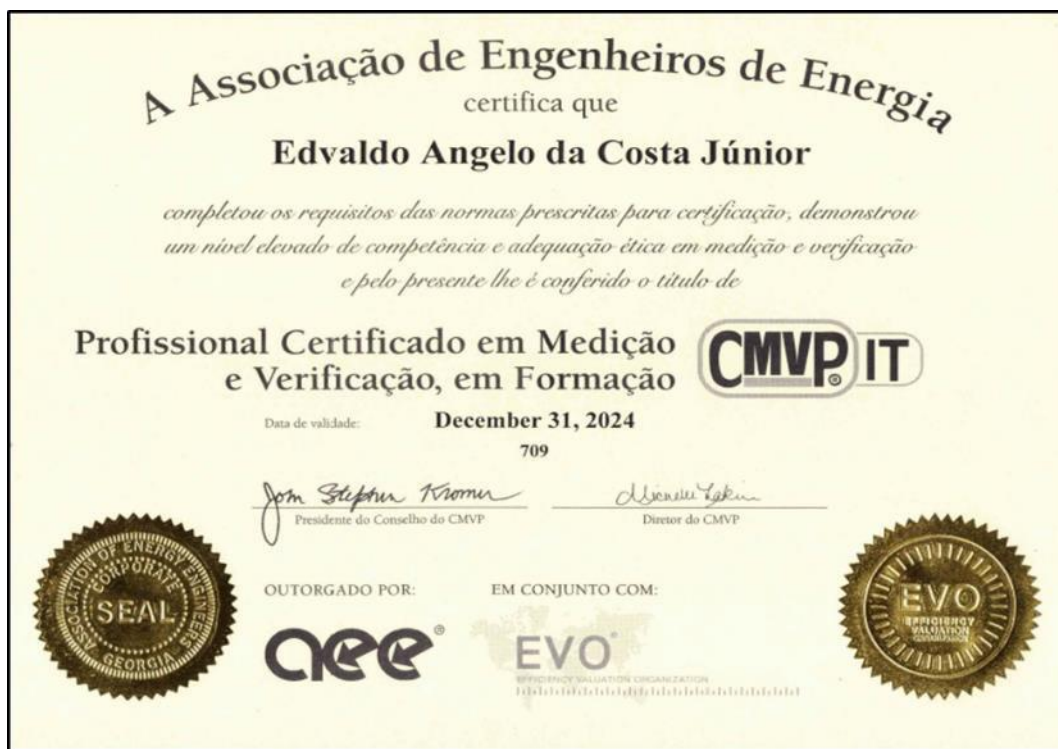 A Associação de Engenheiros de Energia
certifica que
Edvaldo Angelo da Costa Júnior
completou os requisitos das normas prescritas para certificação, demonstrou
um nível elevado de competência e adequação ética em medição e verificação
e pelo presente lhe é conferido o título de
Profissional Certificado em Medição
e Verificação, em Formação
CMVP® IT
Data de validade: December 31, 2024
709
John Stephen Kromer
Presidente do Conselho do CMVP
Diretor do CMVP
ASSOCIATION OF ENERGY ENGINEERS
CORPORATE
SEAL
GEORGIA
OUTORGADO POR:
EM CONJUNTO COM:
aee®
EVO®
EFFICIENCY VALUATION ORGANIZATION
EVO
EFFICIENCY
VALUATION